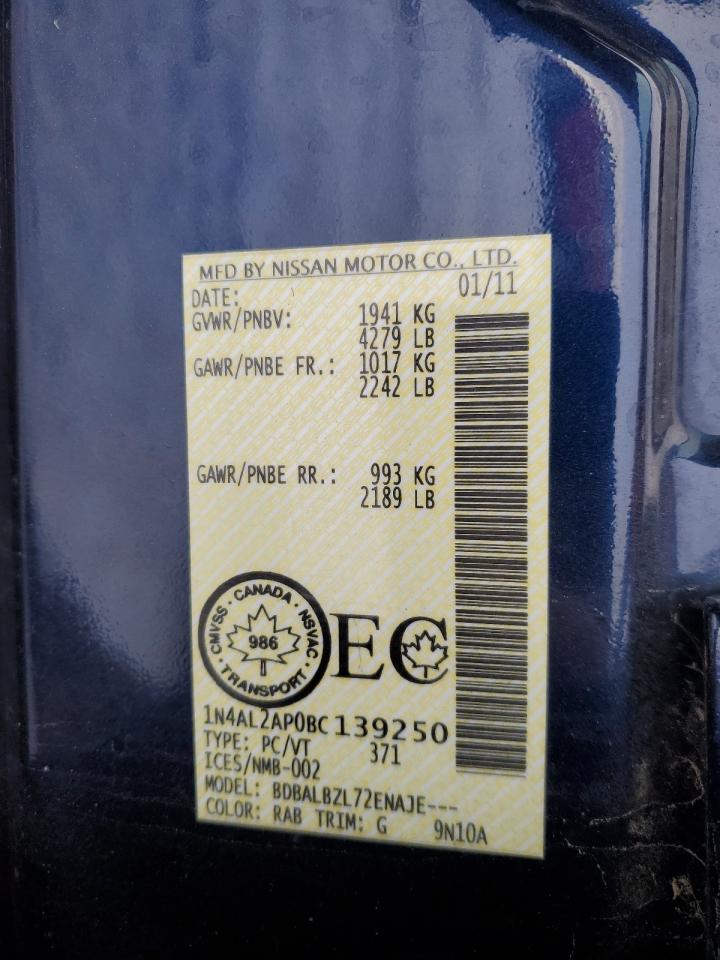 MFD BY NISSAN MOTOR CO., LTD.
DATE: 01/11
GVWR/PNBV: 1941 KG
4279 LB
GAWR/PNBE FR.: 1017 KG
2242 LB
GAWR/PNBE RR.: 993 KG
2189 LB
CMVSS · CANADA · NSVAC
986
· TRANSPORT ·
EC
1N4AL2AP0BC139250
TYPE: PC/VT 371
ICES/NMB-002
MODEL: BDBALBZL72ENAJE---
COLOR: RAB TRIM: G 9N10A